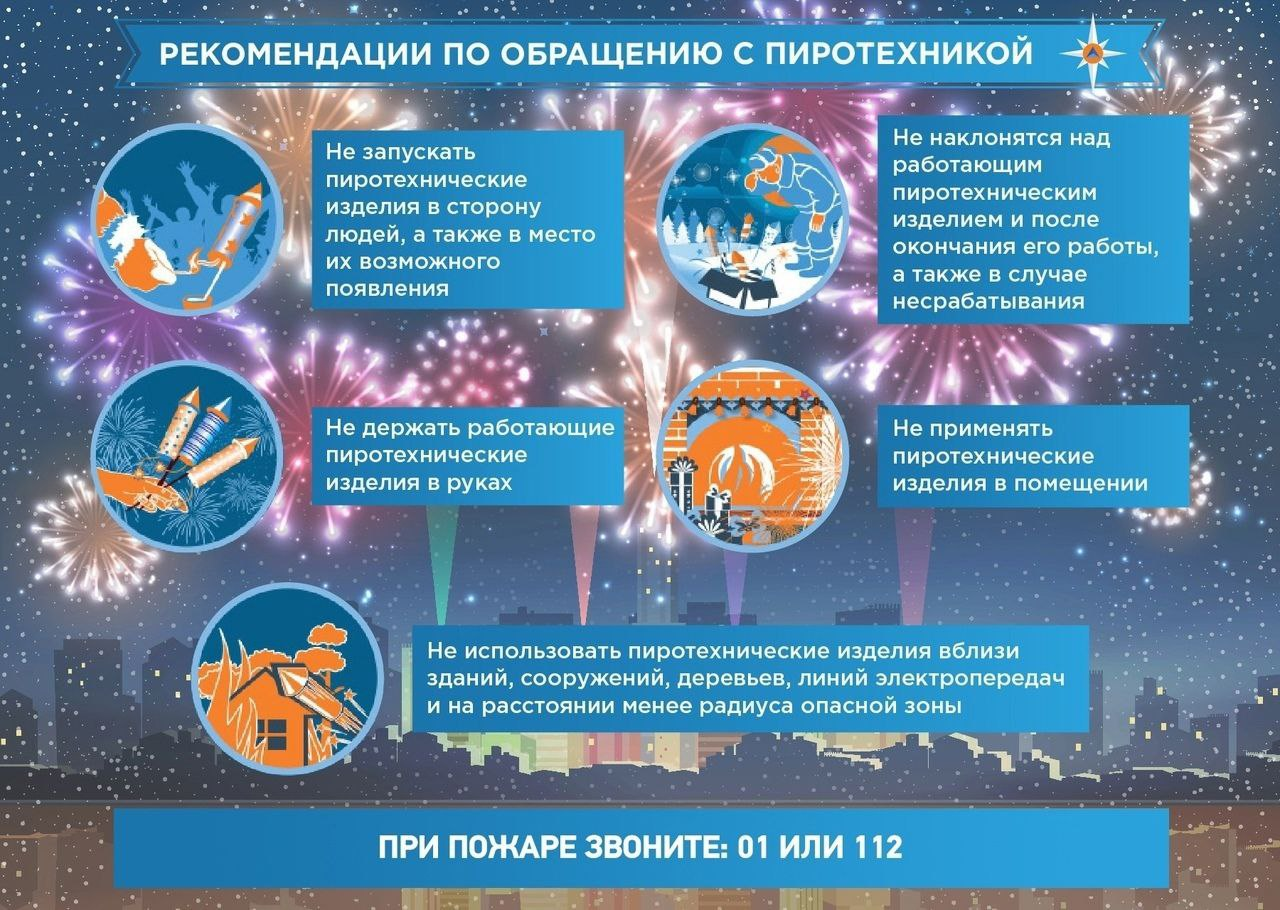 РЕКОМЕНДАЦИИ ПО ОБРАЩЕНИЮ С ПИРОТЕХНИКОЙ
Не запускать
пиротехнические
изделия в сторону
людей, а также в место
их возможного
появления
Не наклонятся над
работающим
пиротехническим
изделием и после
окончания его работы,
а также в случае
несрабатывания
Не держать работающие
пиротехнические
изделия в руках
Не применять
пиротехнические
изделия в помещении
Не использовать пиротехнические изделия вблизи
зданий, сооружений, деревьев, линий электропередач
и на расстоянии менее радиуса опасной зоны
ПРИ ПОЖАРЕ ЗВОНИТЕ: 01 ИЛИ 112